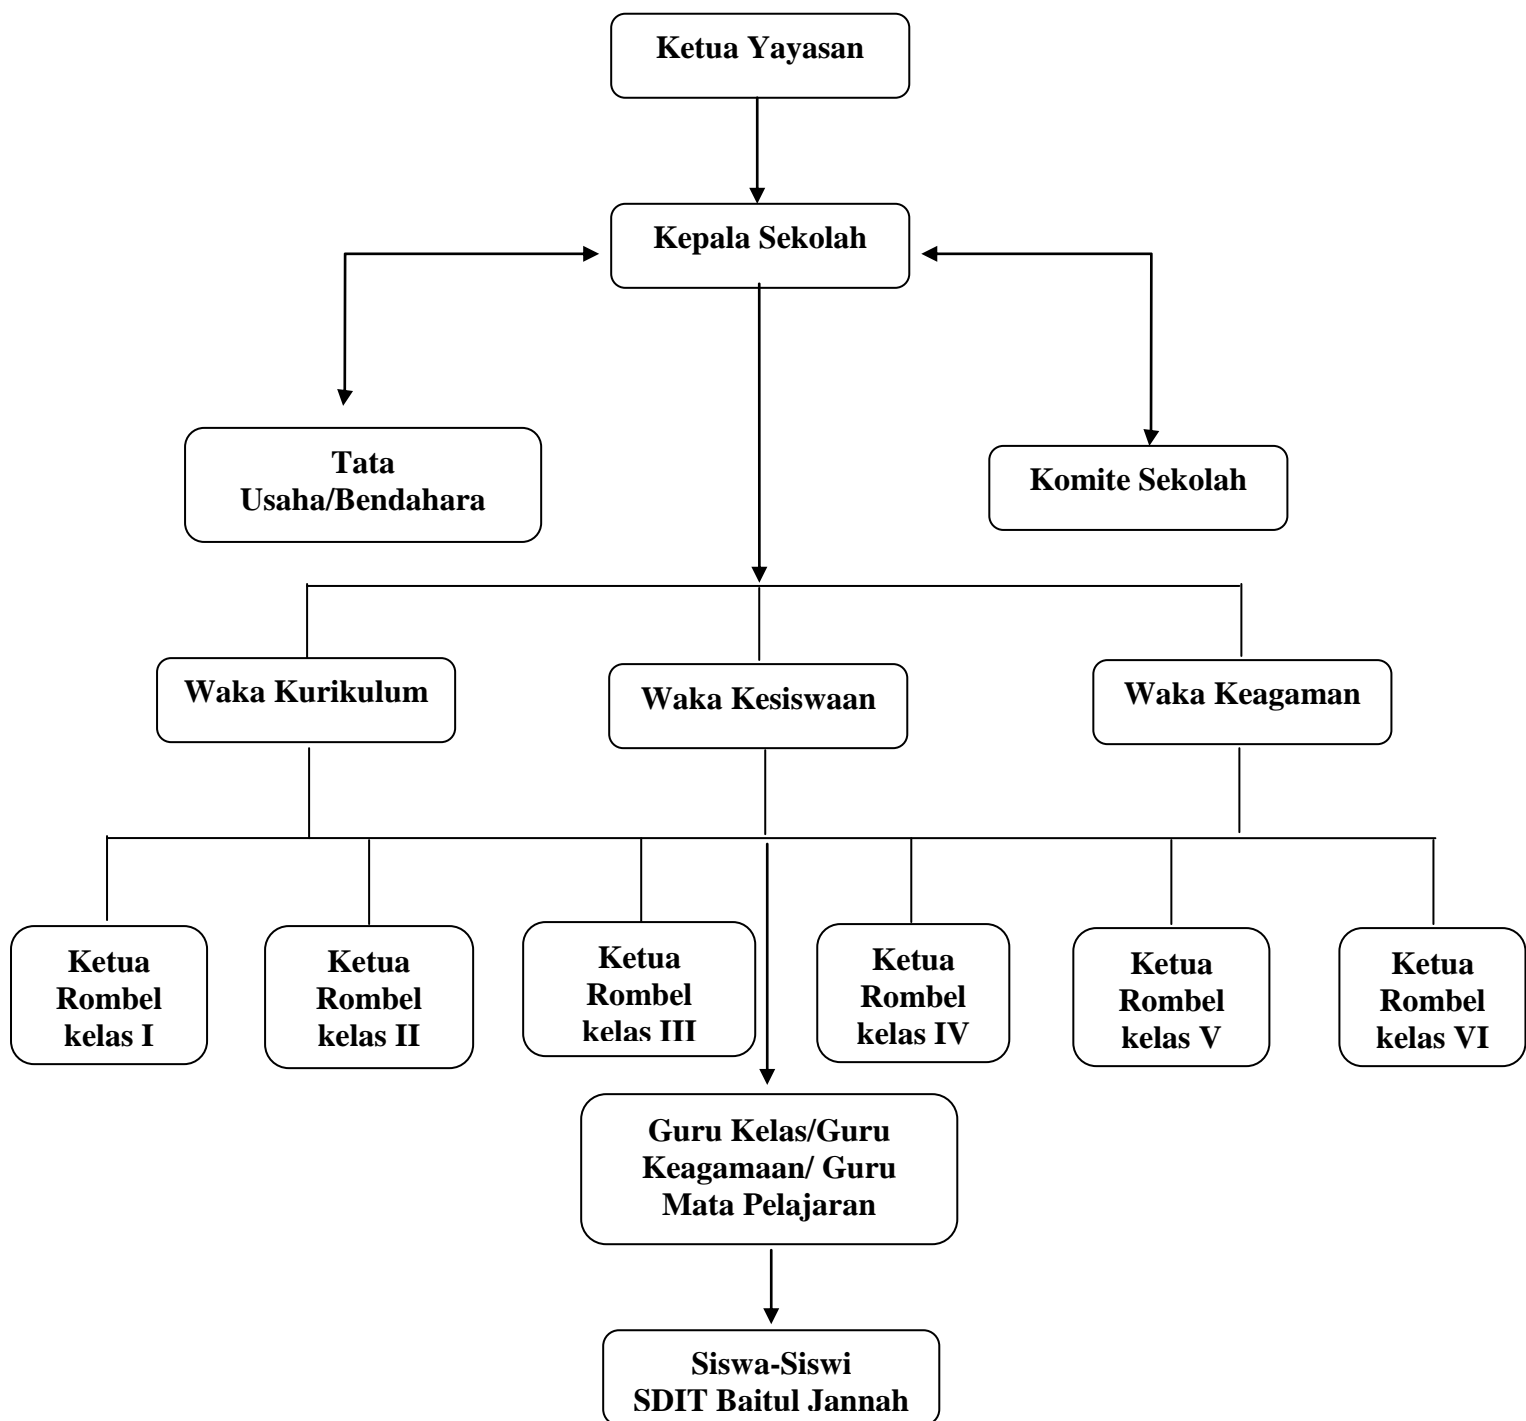 Ketua Yayasan
Kepala Sekolah
Tata
Usaha/Bendahara
Komite Sekolah
Waka Kurikulum
Waka Kesiswaan
Waka Keagaman
Ketua
Rombel
kelas I
Ketua
Rombel
kelas II
Ketua
Rombel
kelas III
Ketua
Rombel
kelas IV
Ketua
Rombel
kelas V
Ketua
Rombel
kelas VI
Guru Kelas/Guru
Keagamaan/ Guru
Mata Pelajaran
Siswa-Siswi
SDIT Baitul Jannah